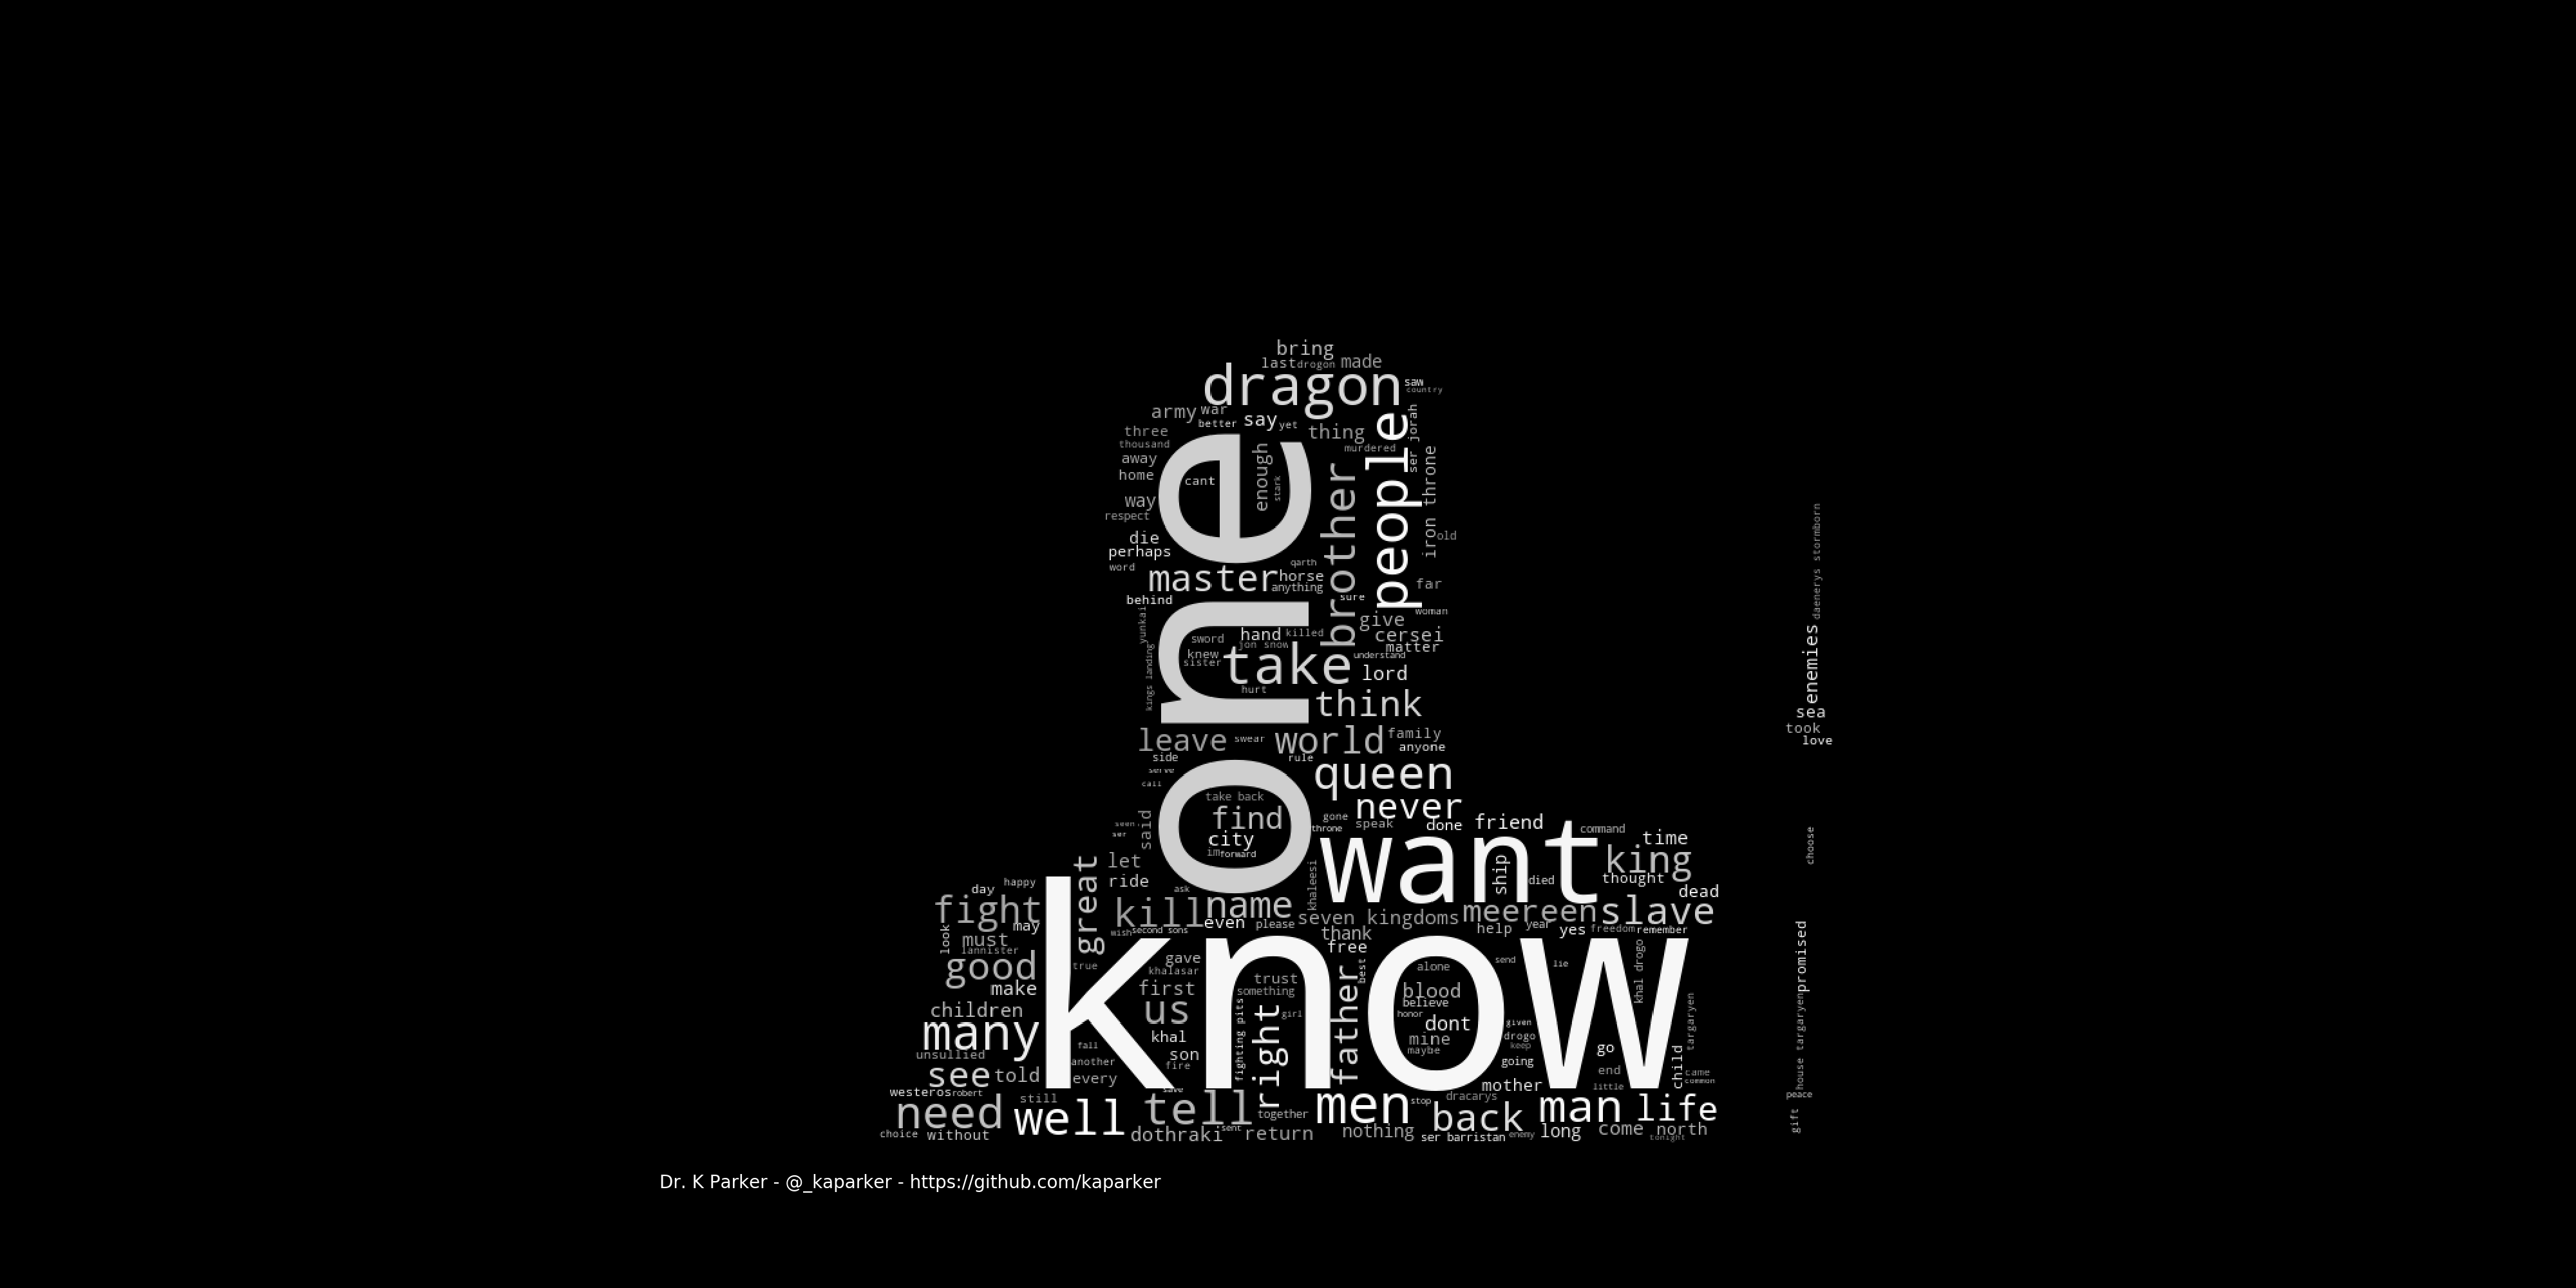 bring
last drogon made
dragon saw
country
army war
better say yet
three thing
thousand murdered
people
ser jorah
away
home cant enough stark
iron throne
way
respect
brother
die old
perhaps
word qarth
master horse
anything far
behind sure woman
one
yunkai give
sword hand killed cersei
jon snow matter
knew take understand
sister lord
kings landing
hurt think
leave swear world family
anyone
side rule
serve queen
call
take back never
find gone speak done friend command
said throne
seen
ser city want time
im forward ship king
let great khaleesi
happy ride died thought
day ask dead
fight kill name seven kingdoms meereen slave
may even please help year yes freedom remember
look wish second sons thank
must free
lannister know
good true gave best alone send lie khal drogo
khalasar trust
make first something blood
believe
children us girl father honor targaryen
many right dont given
khal fighting pits mine drogo
fall maybe keep go
unsullied son going
see told another fire end child came
every common
westeros robert save mother little
need still tell together men stop dracarys man life
well back
choice without dothraki sent return nothing ser barristan enemy long come north
tonight
daenerys stormborn
enemies
sea
took
love
choose
promised
house targaryen
peace
gift
Dr. K Parker - @_kaparker - https://github.com/kaparker